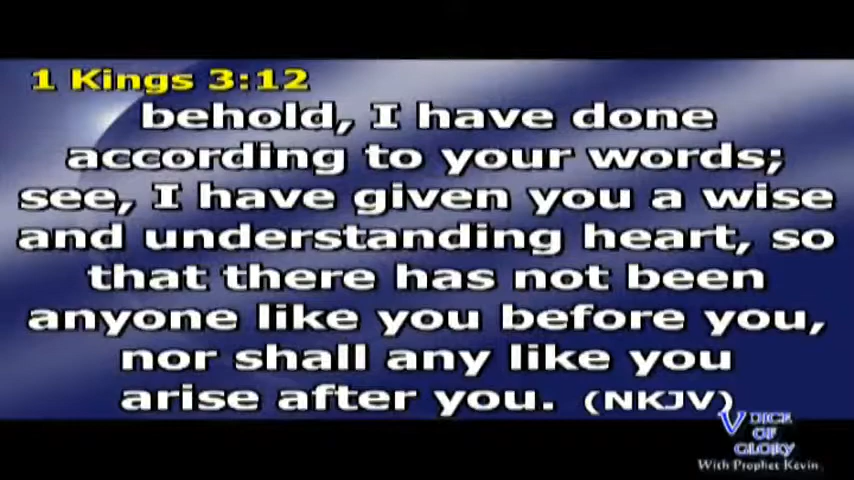 1 Kings 3:12
behold, I have done
according to your words;
see, I have given you a wise
and understanding heart, so
that there has not been
anyone like you before you,
nor shall any like you
arise after you. (NKJV)
VOICE
OF
GLORY
With Prophet Kevin